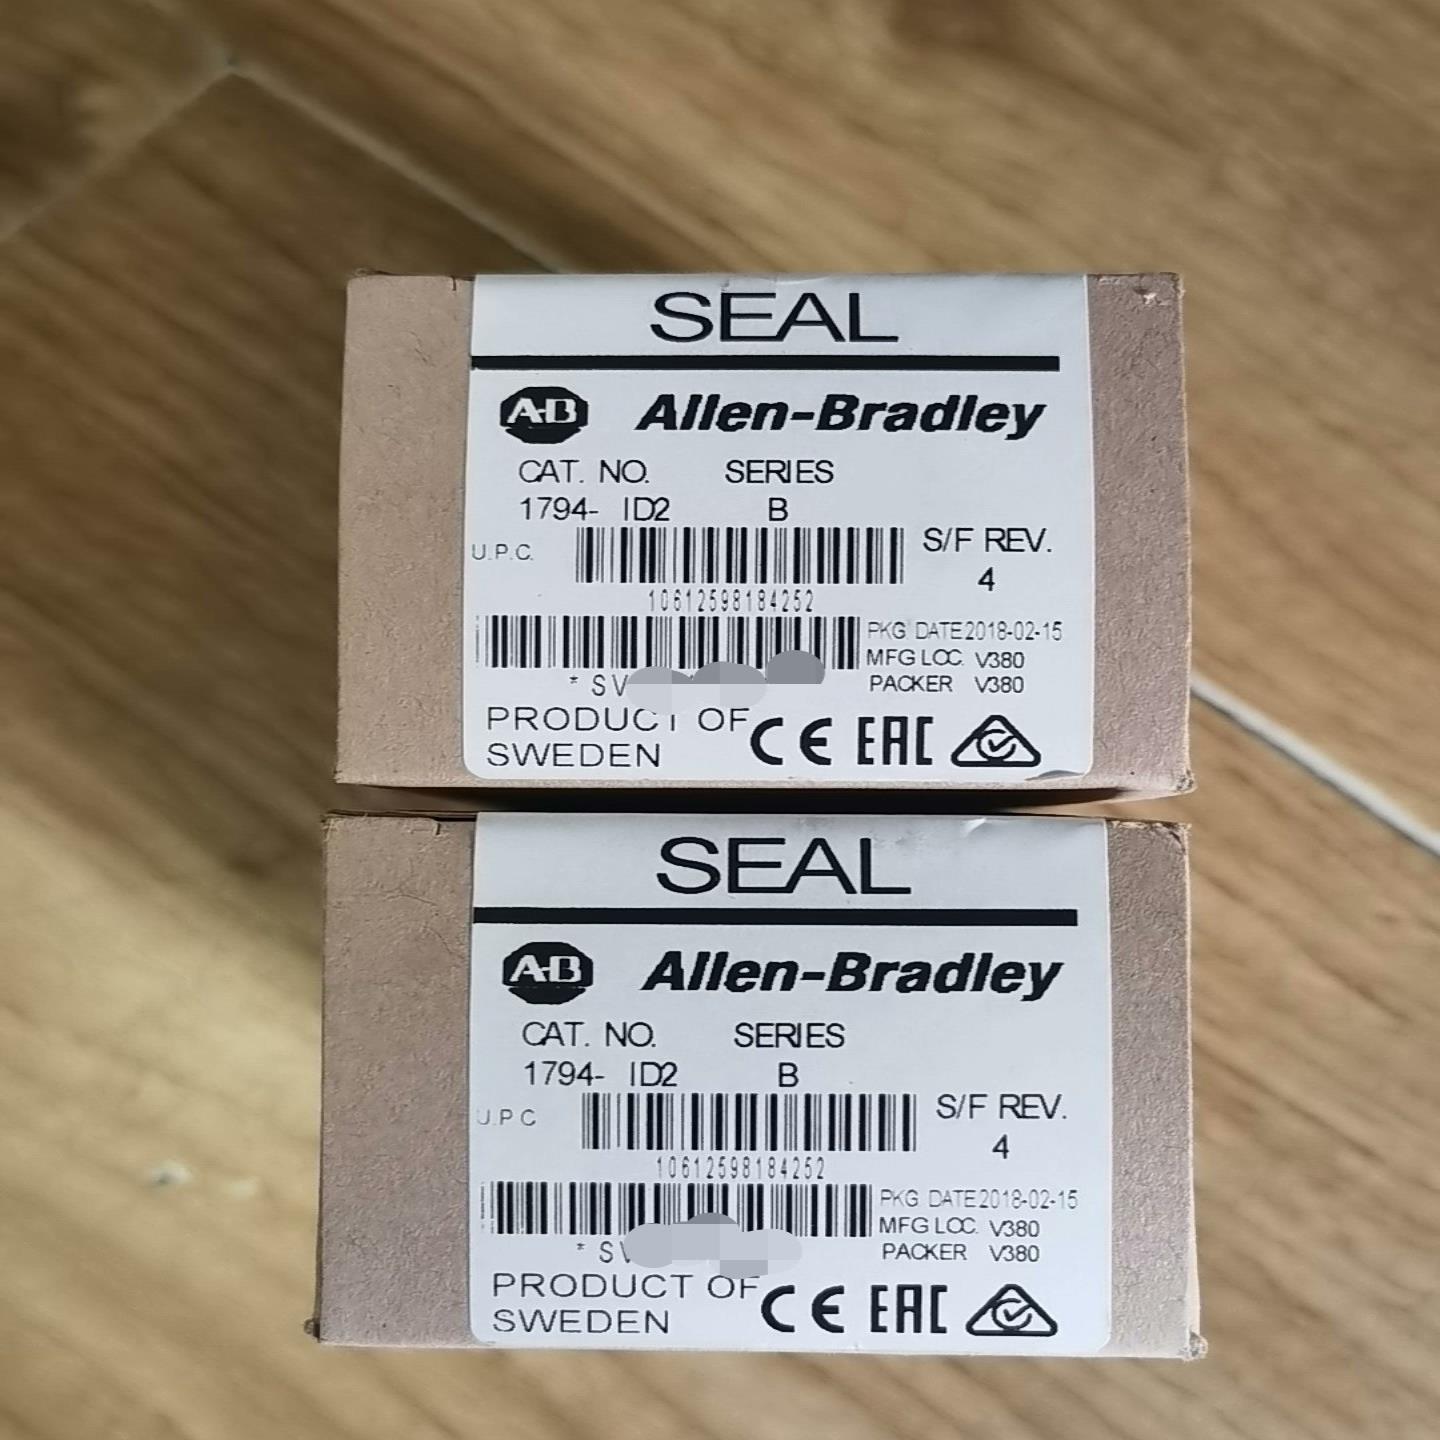 SEAL
A-B Allen-Bradley
CAT. NO. SERIES
1794- ID2 B
U.P.C. S/F REV.
4
10612598184252
PKG DATE 2018-02-15
MFG LOC. V380
* SV PACKER V380
PRODUCT OF
SWEDEN CE EAC
SEAL
A-B Allen-Bradley
CAT. NO. SERIES
1794- ID2 B
U.P.C S/F REV.
4
10612598184252
PKG DATE 2018-02-15
MFG LOC. V380
* SV PACKER V380
PRODUCT OF
SWEDEN CE EAC